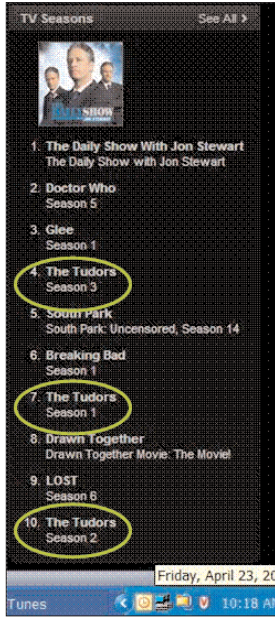 TV Seasons See All >
DAILY SHOW
1. The Daily Show With Jon Stewart
The Daily Show with Jon Stewart
2. Doctor Who
Season 5
3. Glee
Season 1
4. The Tudors
Season 3
5. South Park
South Park: Uncensored, Season 14
6. Breaking Bad
Season 1
7. The Tudors
Season 1
8. Drawn Together
Drawn Together Movie: The Movie!
9. LOST
Season 6
10. The Tudors
Season 2
Friday, April 23, 20
Tunes 10:18 AM